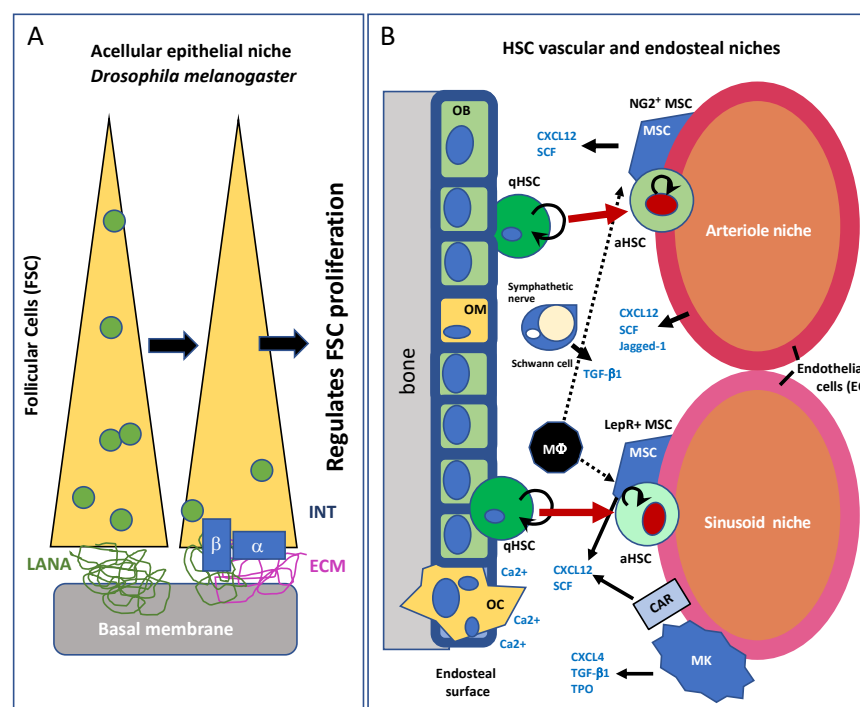 A
Acellular epithelial niche
Drosophila melanogaster
Follicular Cells (FSC)
Regulates FSC proliferation
INT
β
α
LANA
ECM
Basal membrane
B
HSC vascular and endosteal niches
bone
OB
NG2+ MSC
MSC
CXCL12
SCF
qHSC
aHSC
Arteriole niche
OM
Symphathetic
nerve
Schwann cell
TGF-β1
CXCL12
SCF
Jagged-1
Endothelial
cells (EC
MΦ
LepR+ MSC
MSC
qHSC
aHSC
Sinusoid niche
Ca2+
CXCL12
SCF
OC
Ca2+
Ca2+
CAR
MK
CXCL4
TGF-β1
TPO
Endosteal
surface